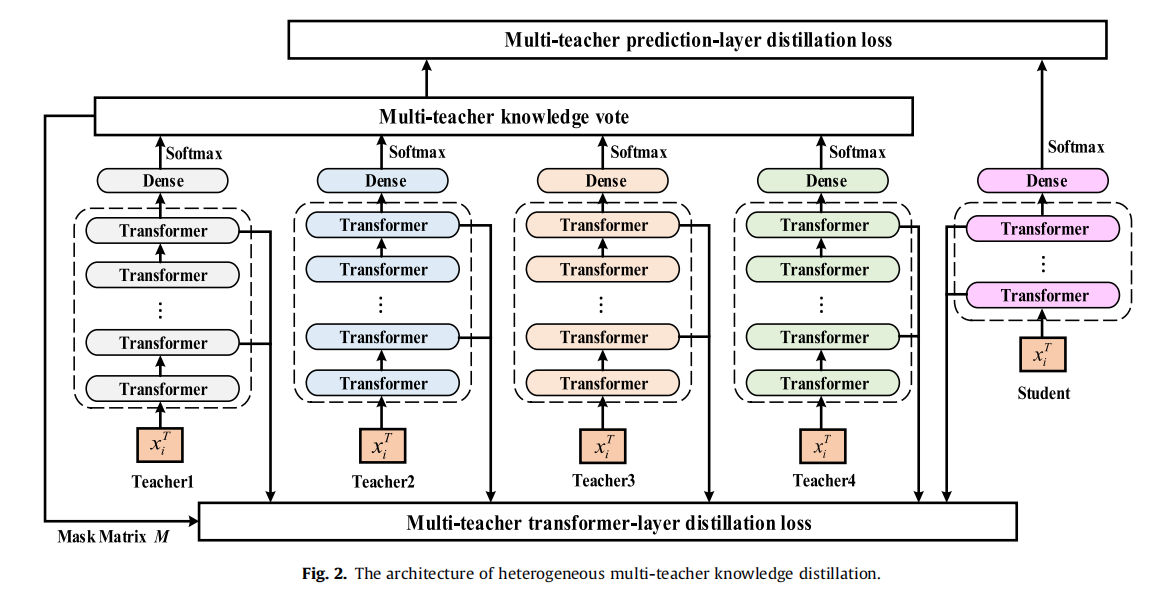 Multi-teacher prediction-layer distillation loss
Multi-teacher knowledge vote
Softmax
Softmax
Softmax
Softmax
Softmax
Dense
Dense
Dense
Dense
Dense
Transformer
Transformer
⋮
Transformer
Transformer
x_i^T
Teacher1
Transformer
Transformer
⋮
Transformer
Transformer
x_i^T
Teacher2
Transformer
Transformer
⋮
Transformer
Transformer
x_i^T
Teacher3
Transformer
Transformer
⋮
Transformer
Transformer
x_i^T
Teacher4
Transformer
⋮
Transformer
x_i^T
Student
Multi-teacher transformer-layer distillation loss
Mask Matrix M
Fig. 2. The architecture of heterogeneous multi-teacher knowledge distillation.